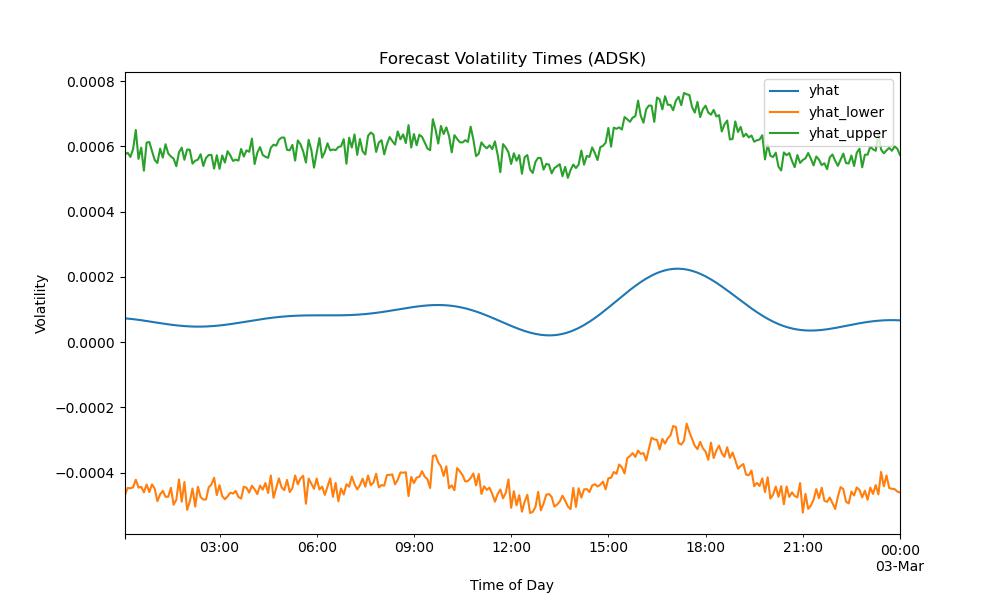 Forecast Volatility Times (ADSK)
yhat
yhat_lower
yhat_upper
0.0008
0.0006
0.0004
0.0002
0.0000
−0.0002
−0.0004
Volatility
03:00
06:00
09:00
12:00
15:00
18:00
21:00
00:00
03-Mar
Time of Day